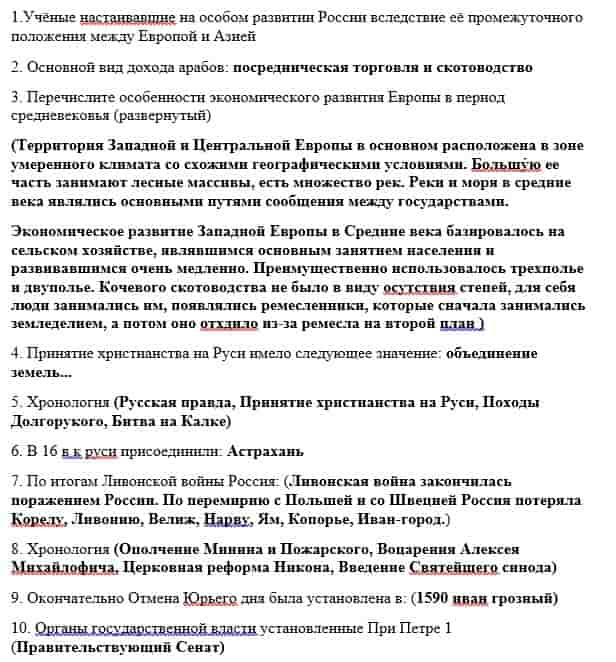 1.Учёные настаивавшие на особом развитии России вследствие её промежуточного
положения между Европой и Азией
2. Основной вид дохода арабов: посредническая торговля и скотоводство
3. Перечислите особенности экономического развития Европы в период
средневековья (развернутый)
(Территория Западной и Центральной Европы в основном расположена в зоне
умеренного климата со схожими географическими условиями. Большу́ю ее
часть занимают лесные массивы, есть множество рек. Реки и моря в средние
века являлись основными путями сообщения между государствами.
Экономическое развитие Западной Европы в Средние века базировалось на
сельском хозяйстве, являвшимся основным занятием населения и
развивавшимся очень медленно. Преимущественно использовалось трехполье
и двуполье. Кочевого скотоводства не было в виду осутствия степей, для себя
люди занимались им, появлялись ремесленники, которые сначала занимались
земледелием, а потом оно отхдило из-за ремесла на второй план )
4. Принятие христианства на Руси имело следующее значение: объединение
земель...
5. Хронология (Русская правда, Принятие христианства на Руси, Походы
Долгорукого, Битва на Калке)
6. В 16 в к руси присоединили: Астрахань
7. По итогам Ливонской войны Россия: (Ливонская война закончилась
поражением России. По перемирию с Польшей и со Швецией Россия потеряла
Корелу, Ливонию, Велиж, Нарву, Ям, Копорье, Иван-город.)
8. Хронология (Ополчение Минина и Пожарского, Воцарения Алексея
Михайлофича, Церковная реформа Никона, Введение Святейщего синода)
9. Окончательно Отмена Юрьего дня была установлена в: (1590 иван грозный)
10. Органы государственной власти установленные При Петре 1
(Правительствующий Сенат)